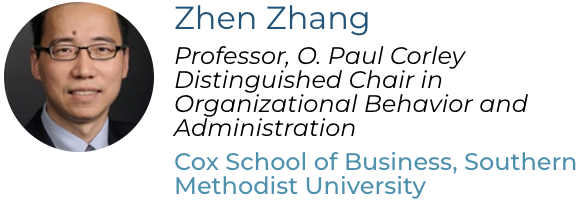 Zhen Zhang
Professor, O. Paul Corley
Distinguished Chair in
Organizational Behavior and
Administration
Cox School of Business, Southern
Methodist University